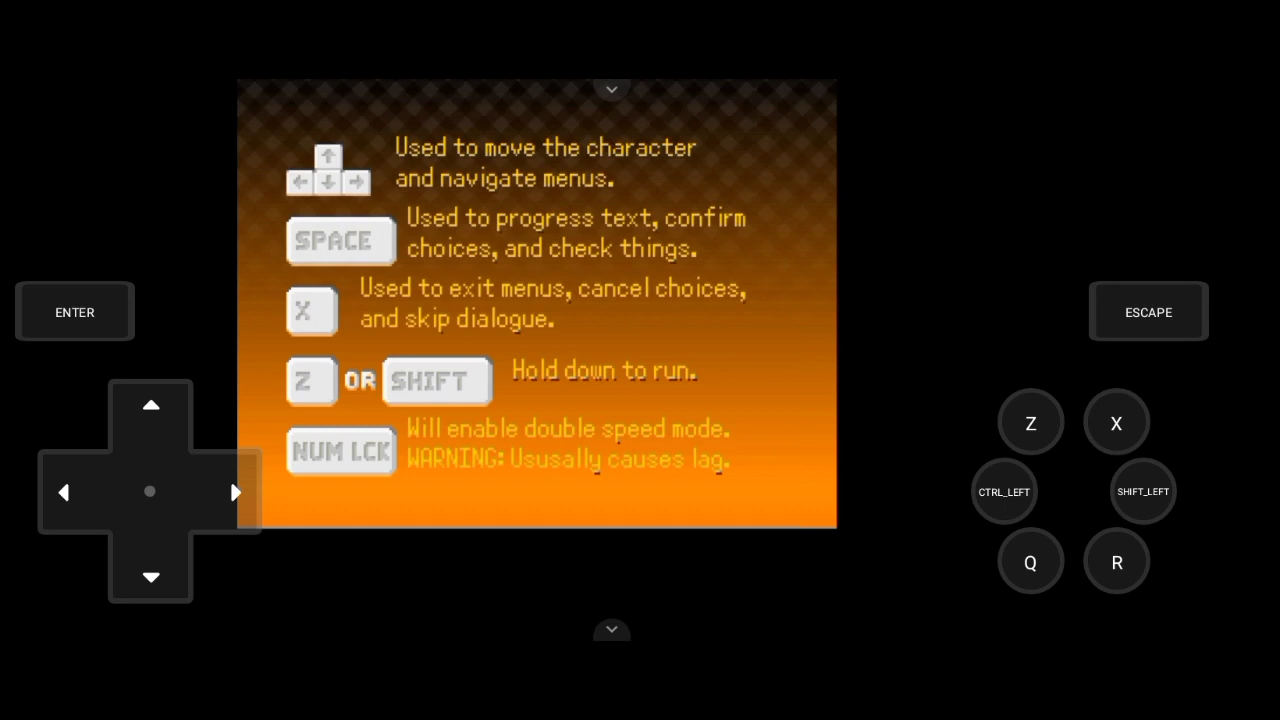 Used to move the character
and navigate menus.
SPACE
Used to progress text, confirm
choices, and check things.
X
Used to exit menus, cancel choices,
and skip dialogue.
Z OR SHIFT
Hold down to run.
NUM LCK
Will enable double speed mode.
WARNING: Ususally causes lag.
ENTER
ESCAPE
Z
X
CTRL_LEFT
SHIFT_LEFT
Q
R